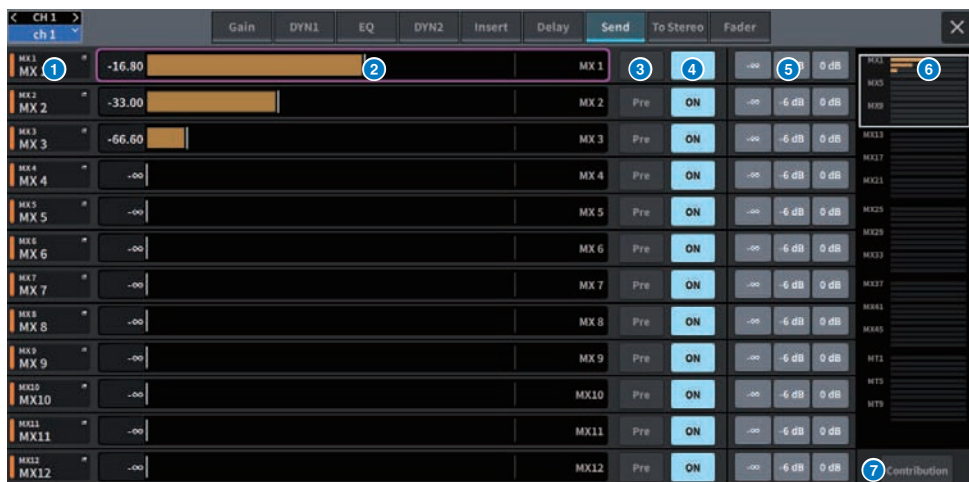 CH 1
ch 1
Gain DYN1 EQ DYN2 Insert Delay Send To Stereo Fader
MX1
MX 1 -16.80 2 MX 1 3 4 -∞ 5 0 dB
MX2
MX 2 -33.00 MX 2 Pre ON -∞ -6 dB 0 dB
MX3
MX 3 -66.60 MX 3 Pre ON -∞ -6 dB 0 dB
MX4
MX 4 -∞ MX 4 Pre ON -∞ -6 dB 0 dB
MX5
MX 5 -∞ MX 5 Pre ON -∞ -6 dB 0 dB
MX6
MX 6 -∞ MX 6 Pre ON -∞ -6 dB 0 dB
MX7
MX 7 -∞ MX 7 Pre ON -∞ -6 dB 0 dB
MX8
MX 8 -∞ MX 8 Pre ON -∞ -6 dB 0 dB
MX9
MX 9 -∞ MX 9 Pre ON -∞ -6 dB 0 dB
MX10
MX10 -∞ MX10 Pre ON -∞ -6 dB 0 dB
MX11
MX11 -∞ MX11 Pre ON -∞ -6 dB 0 dB
MX12
MX12 -∞ MX12 Pre ON -∞ -6 dB 0 dB
MX1 6
MX5
MX9
MX13
MX17
MX21
MX25
MX29
MX33
MX37
MX41
MX45
MT1
MT5
MT9
7 Contribution